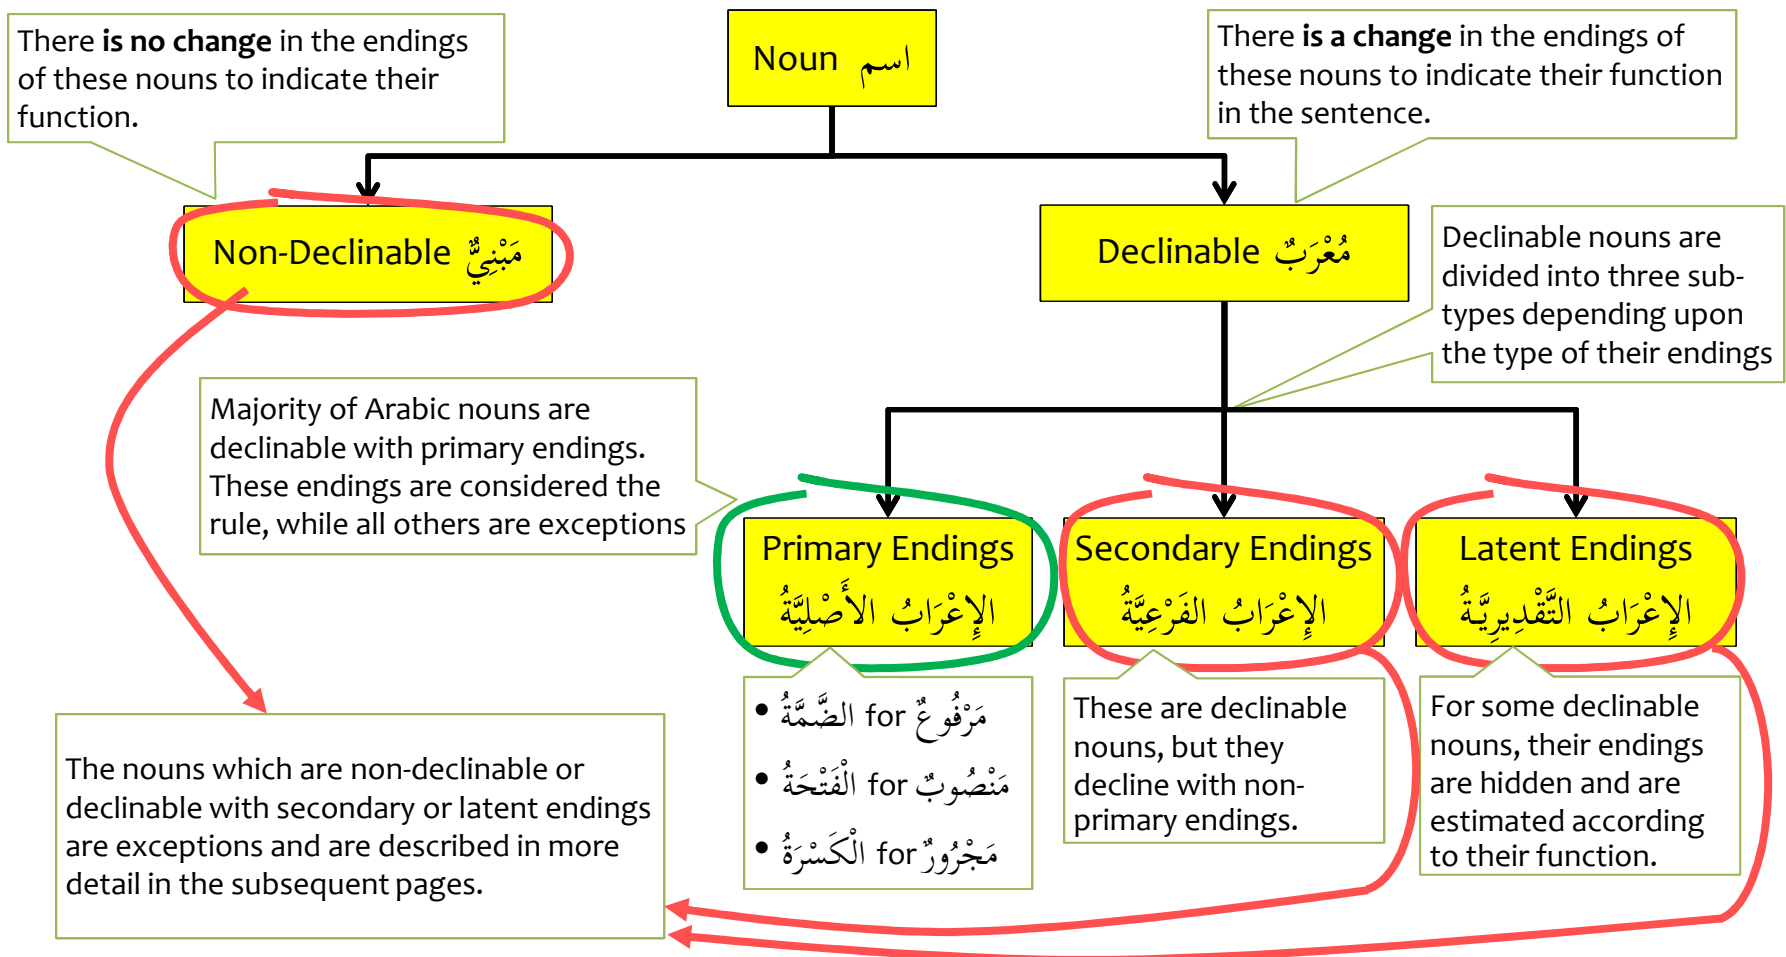 Noun اسم
There is no change in the endings
of these nouns to indicate their
function.
There is a change in the endings of
these nouns to indicate their function
in the sentence.
Non-Declinable مَبْنِيٌّ
Declinable مُعْرَبٌ
Declinable nouns are
divided into three sub-
types depending upon
the type of their endings
Majority of Arabic nouns are
declinable with primary endings.
These endings are considered the
rule, while all others are exceptions
Primary Endings
الإِعْرَابُ الأَصْلِيَّةُ
Secondary Endings
الإِعْرَابُ الفَرْعِيَّةُ
Latent Endings
الإِعْرَابُ التَّقْدِيرِيَّةُ
• الضَّمَّةُ for مَرْفُوعٌ
• الْفَتْحَةُ for مَنْصُوبٌ
• الْكَسْرَةُ for مَجْرُورٌ
These are declinable
nouns, but they
decline with non-
primary endings.
For some declinable
nouns, their endings
are hidden and are
estimated according
to their function.
The nouns which are non-declinable or
declinable with secondary or latent endings
are exceptions and are described in more
detail in the subsequent pages.